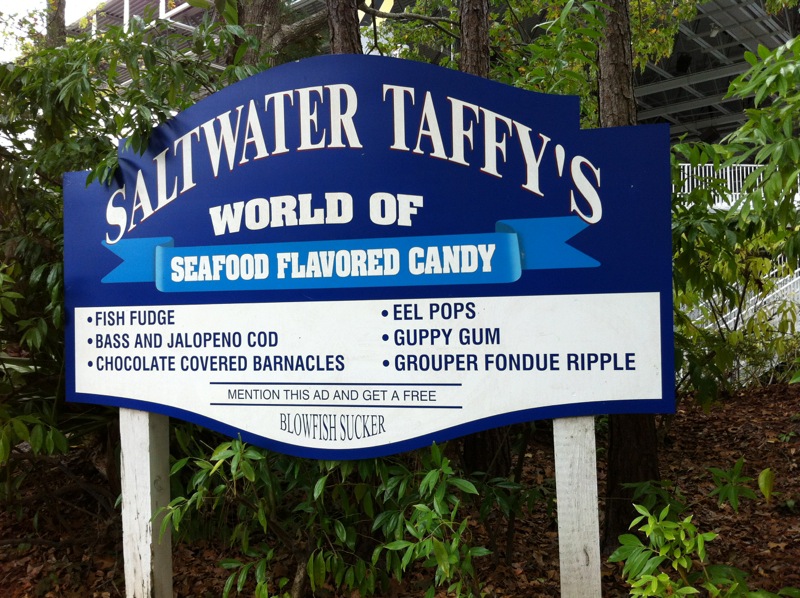 SALTWATER TAFFY'S
WORLD OF
SEAFOOD FLAVORED CANDY
•FISH FUDGE
•BASS AND JALOPENO COD
•CHOCOLATE COVERED BARNACLES
•EEL POPS
•GUPPY GUM
•GROUPER FONDUE RIPPLE
MENTION THIS AD AND GET A FREE
BLOWFISH SUCKER